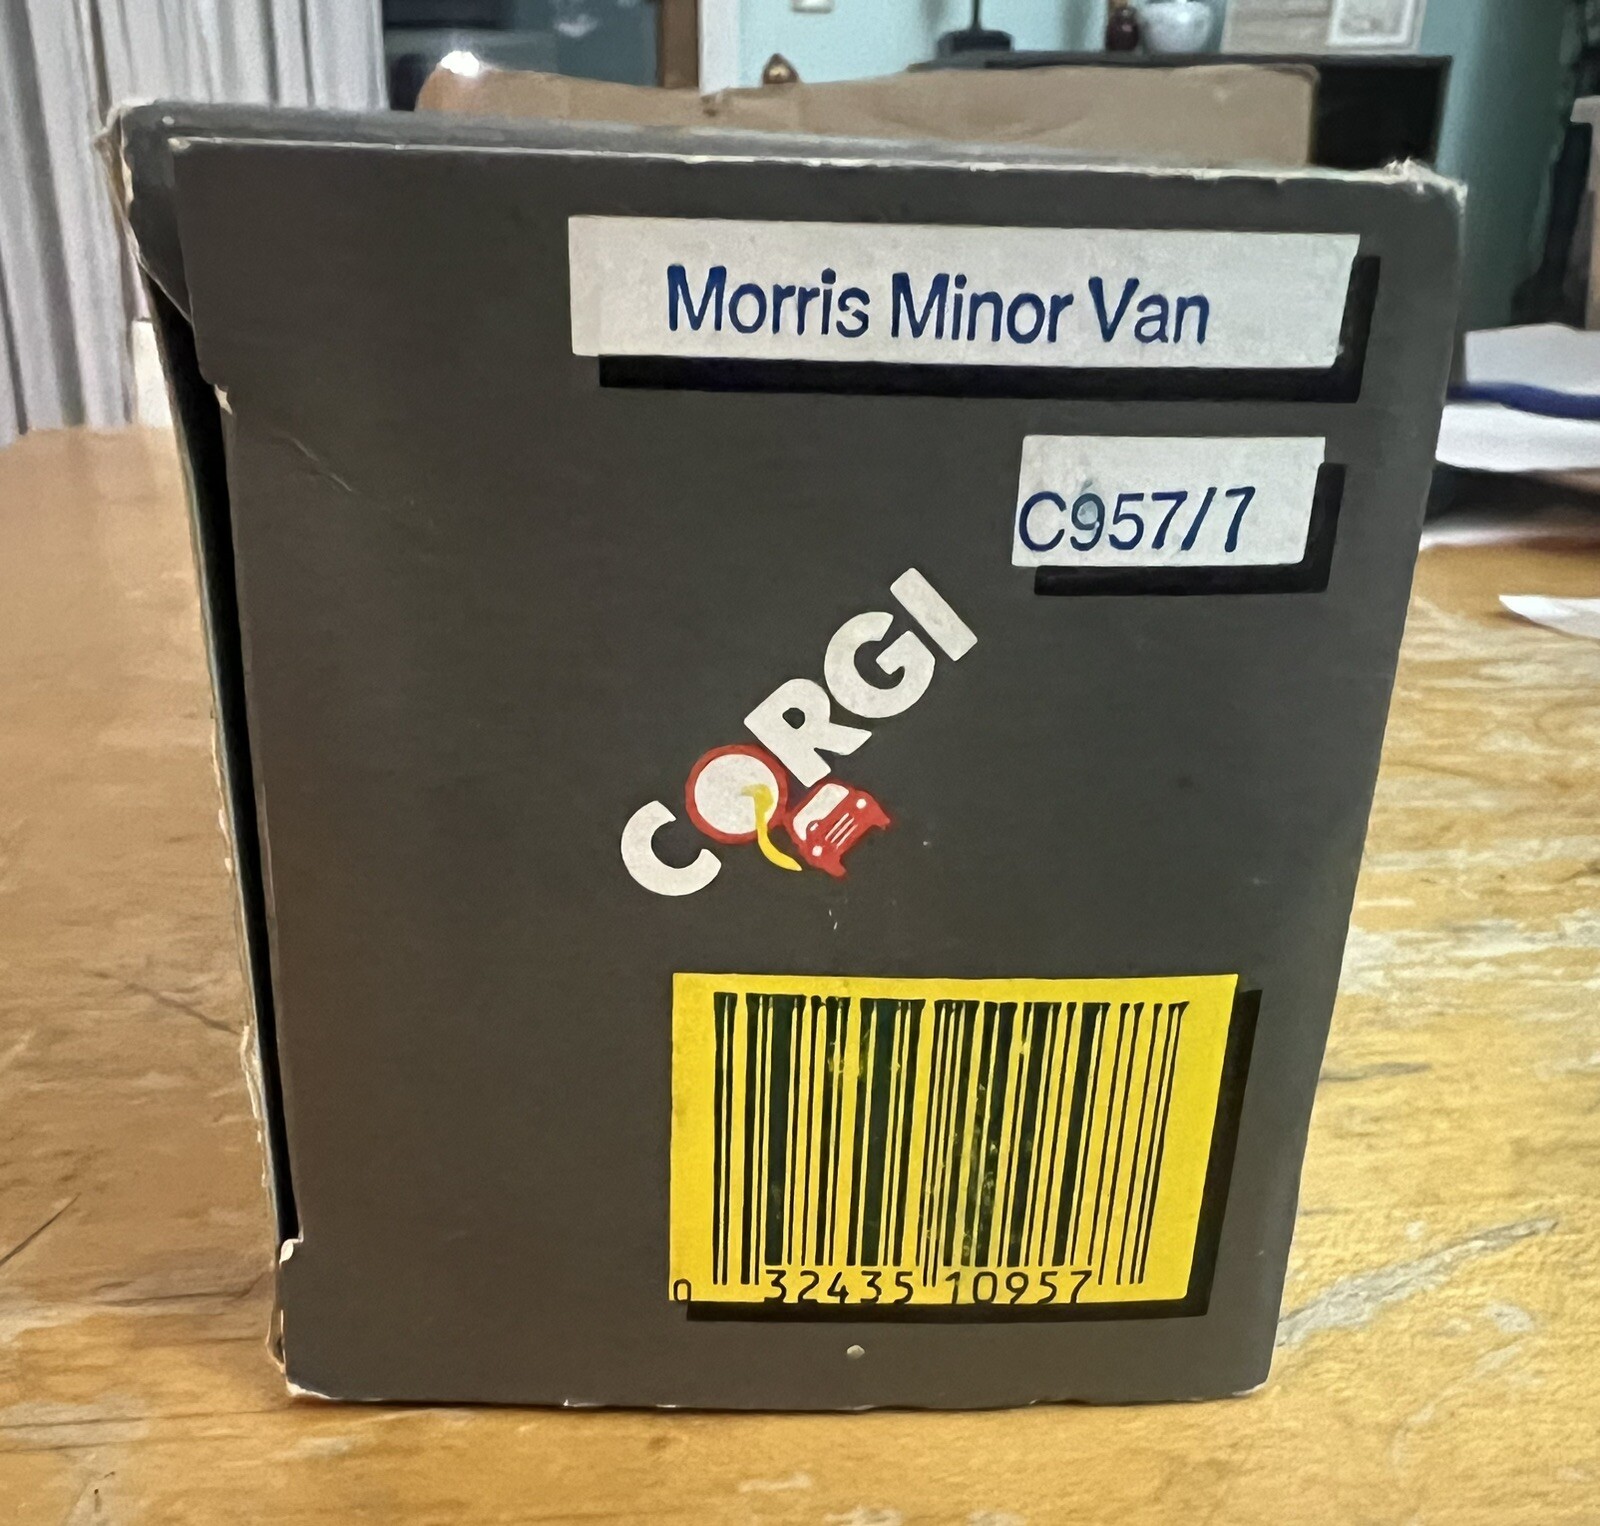 Morris Minor Van
C957/7
CORGI
0 32435 10957